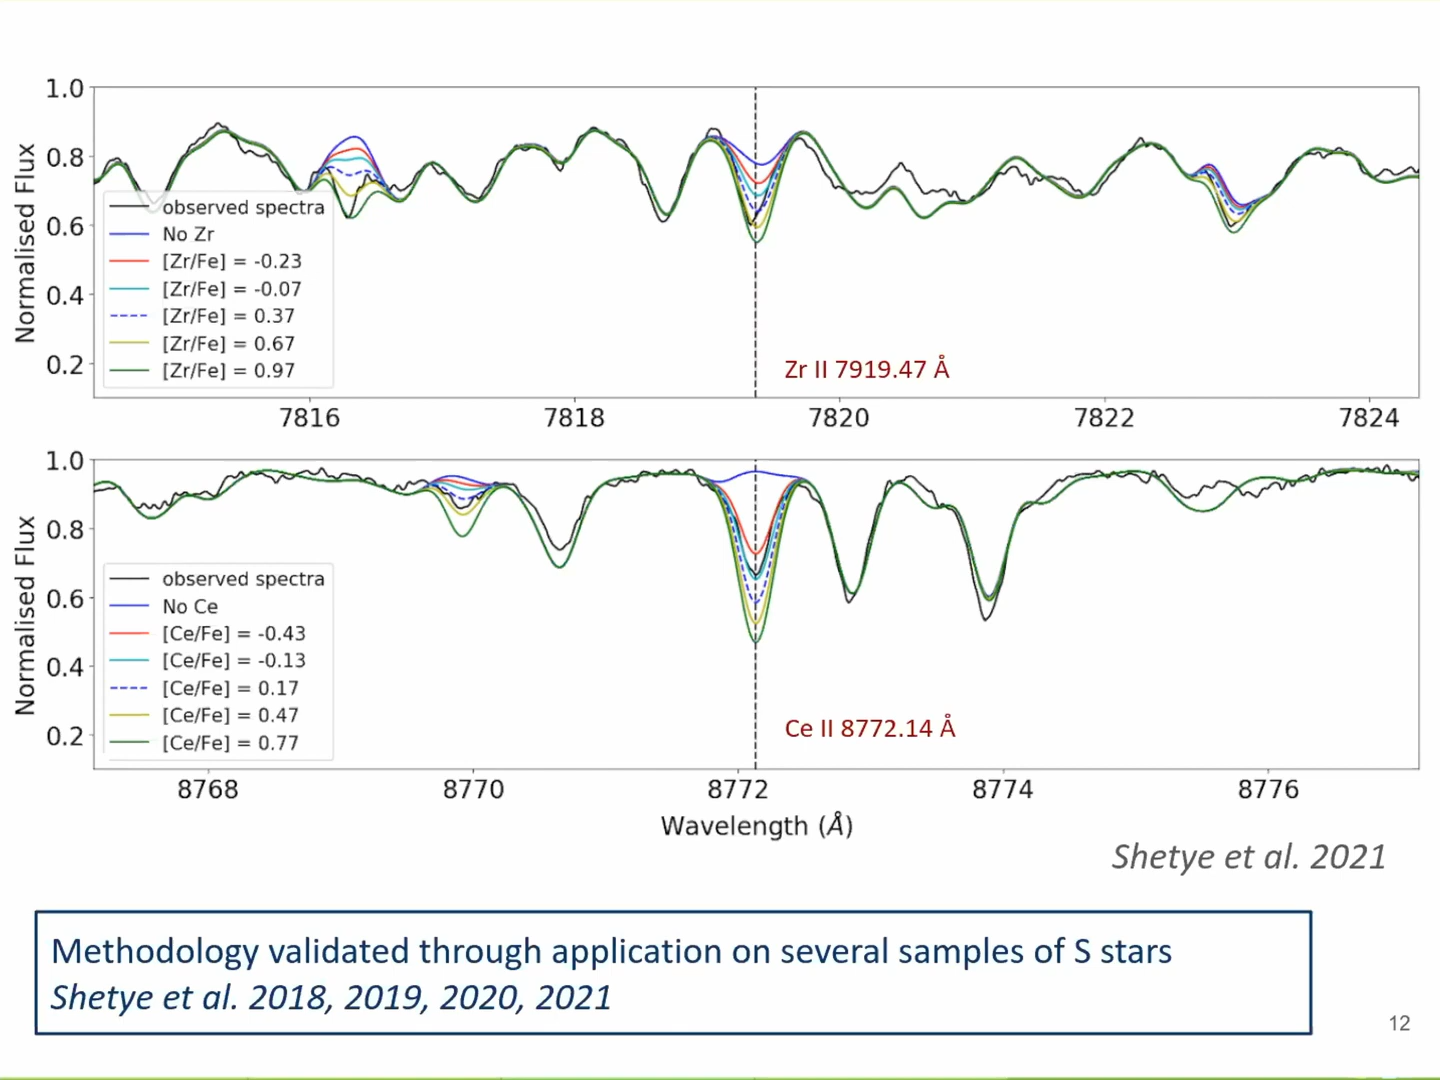 1.0
0.8
0.6
0.4
0.2
Normalised Flux
observed spectra
No Zr
[Zr/Fe] = -0.23
[Zr/Fe] = -0.07
[Zr/Fe] = 0.37
[Zr/Fe] = 0.67
[Zr/Fe] = 0.97
Zr II 7919.47 Å
7816 7818 7820 7822 7824
1.0
0.8
0.6
0.4
0.2
Normalised Flux
observed spectra
No Ce
[Ce/Fe] = -0.43
[Ce/Fe] = -0.13
[Ce/Fe] = 0.17
[Ce/Fe] = 0.47
[Ce/Fe] = 0.77
Ce II 8772.14 Å
8768 8770 8772 8774 8776
Wavelength (Å)
Shetye et al. 2021
Methodology validated through application on several samples of S stars
Shetye et al. 2018, 2019, 2020, 2021
12